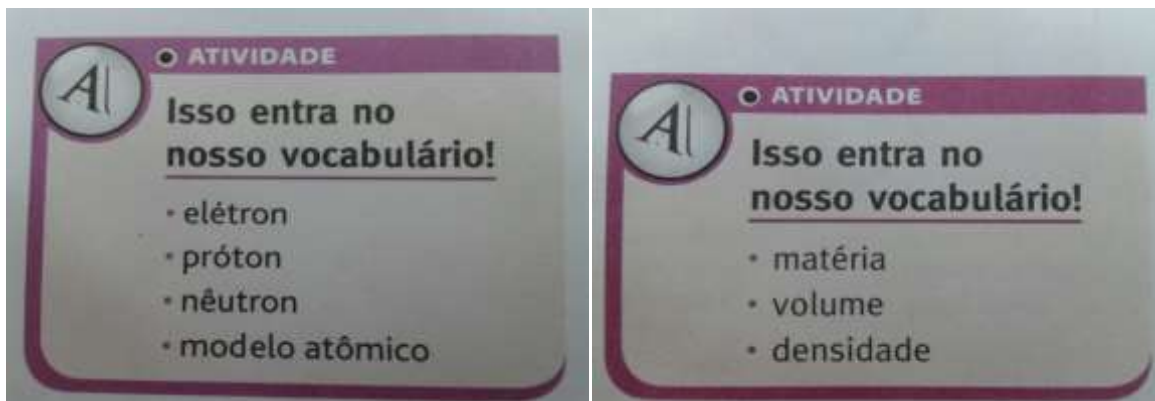 ATIVIDADE
Isso entra no
nosso vocabulário!
• elétron
• próton
• nêutron
• modelo atômico
ATIVIDADE
Isso entra no
nosso vocabulário!
• matéria
• volume
• densidade